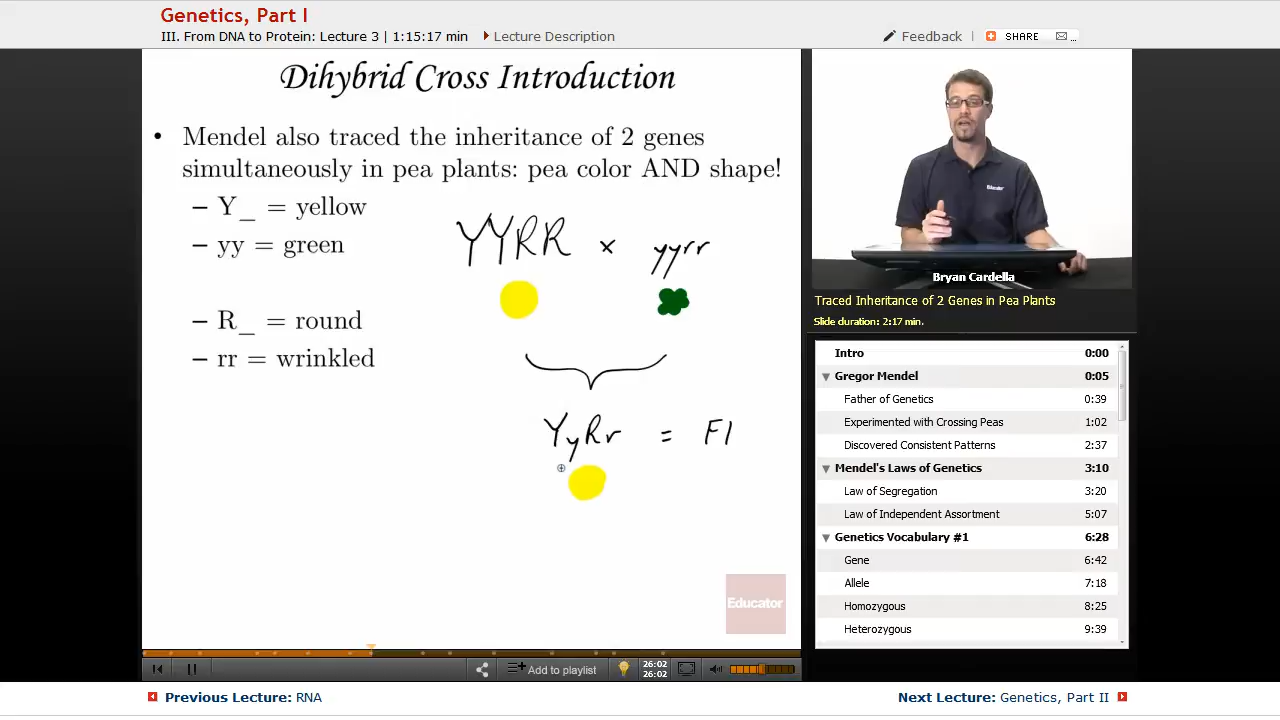 Genetics, Part I
III. From DNA to Protein: Lecture 3 | 1:15:17 min Lecture Description
Feedback | SHARE ...
Dihybrid Cross Introduction
• Mendel also traced the inheritance of 2 genes
simultaneously in pea plants: pea color AND shape!
– Y_ = yellow
– yy = green
– R_ = round
– rr = wrinkled
YYRR x yyrr
YyRr = F1
Educator
Educator
Bryan Cardella
Traced Inheritance of 2 Genes in Pea Plants
Slide duration: 2:17 min.
Intro 0:00
Gregor Mendel 0:05
Father of Genetics 0:39
Experimented with Crossing Peas 1:02
Discovered Consistent Patterns 2:37
Mendel's Laws of Genetics 3:10
Law of Segregation 3:20
Law of Independent Assortment 5:07
Genetics Vocabulary #1 6:28
Gene 6:42
Allele 7:18
Homozygous 8:25
Heterozygous 9:39
Add to playlist
26:02
26:02
Previous Lecture: RNA
Next Lecture: Genetics, Part II